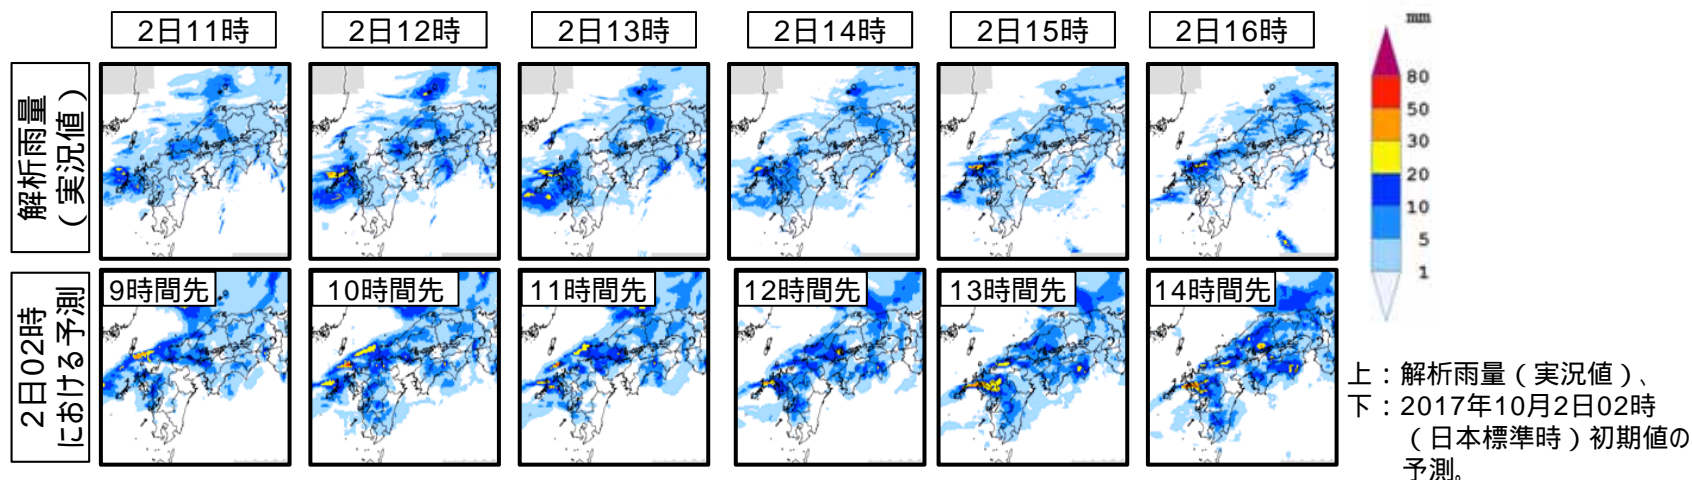 2日11時
2日12時
2日13時
2日14時
2日15時
2日16時
解析雨量
(実況値)
2日02時
における予測
9時間先
10時間先
11時間先
12時間先
13時間先
14時間先
mm
80
50
30
20
10
5
1
上:解析雨量(実況値)、
下:2017年10月2日02時
(日本標準時)初期値の
予測。